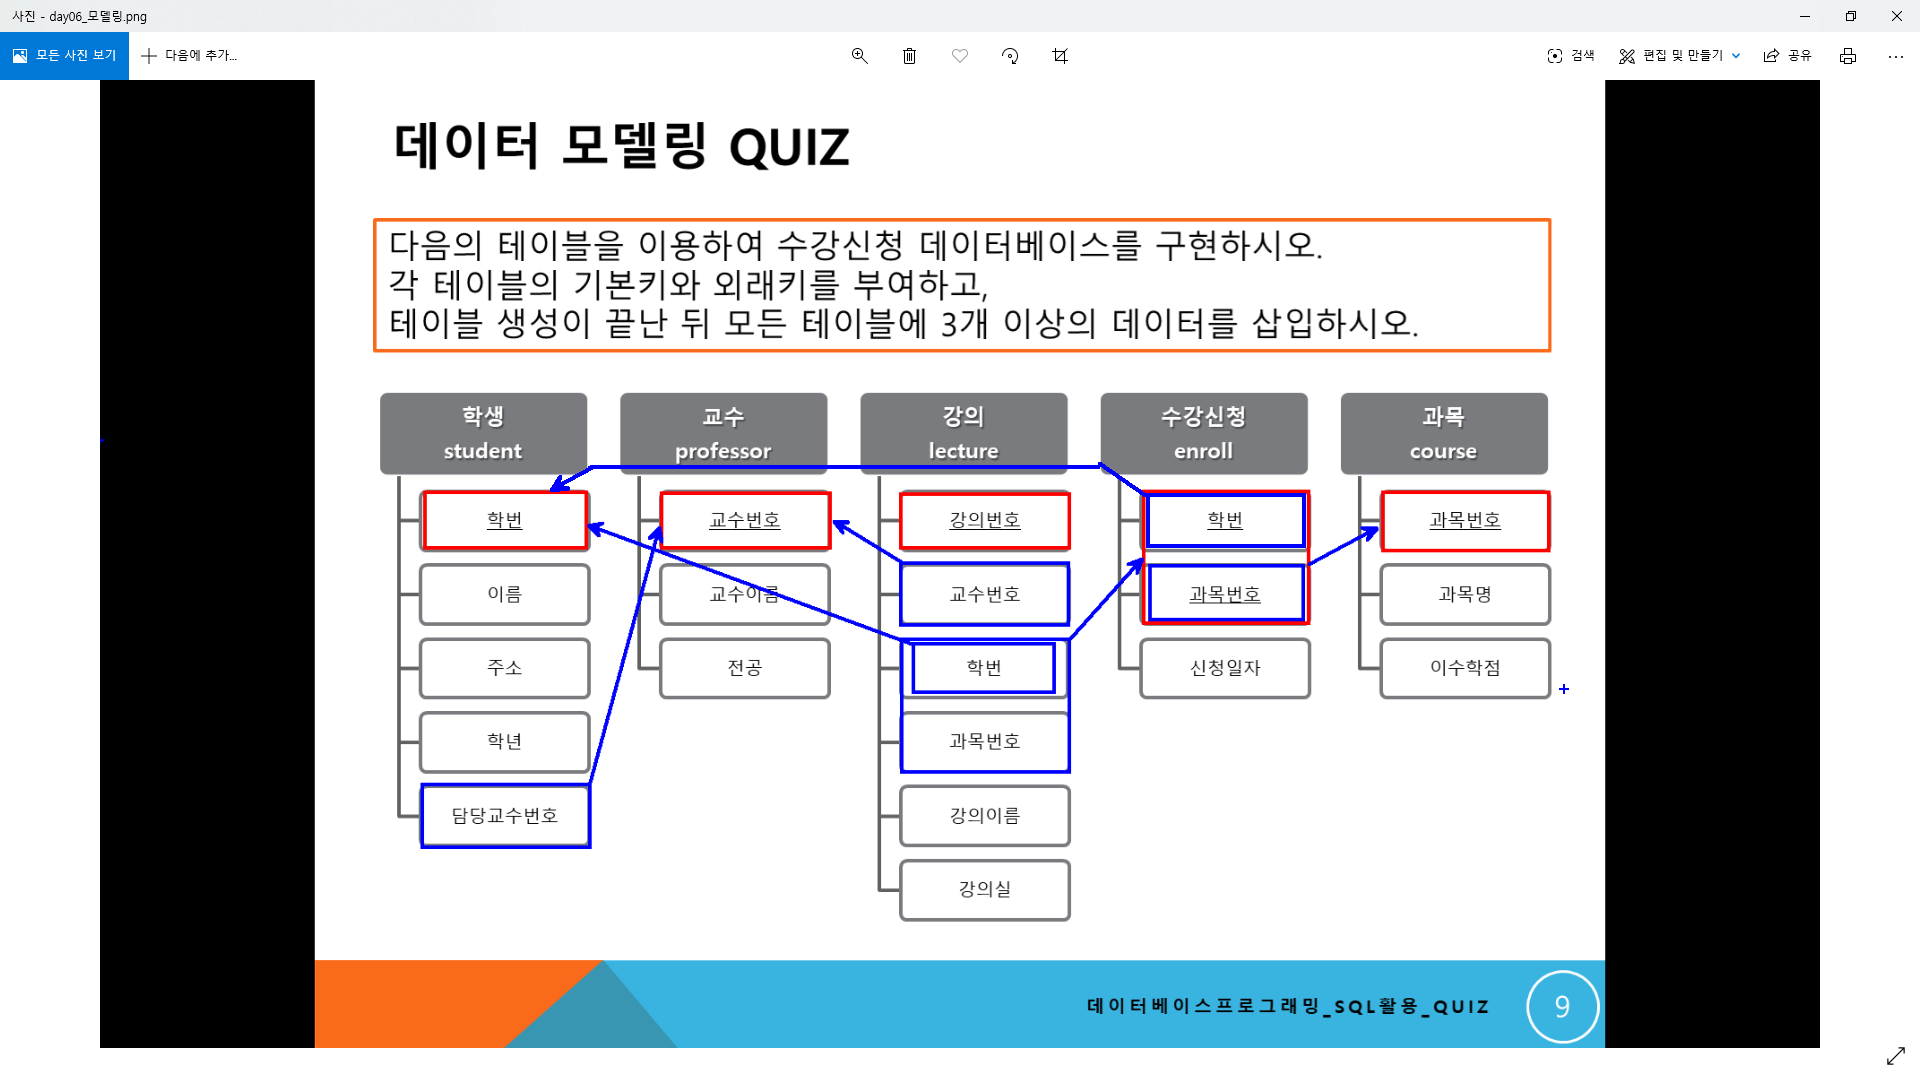 사진 - day06_모델링.png
모든 사진 보기
다음에 추가...
검색
편집 및 만들기
공유
데이터 모델링 QUIZ
다음의 테이블을 이용하여 수강신청 데이터베이스를 구현하시오.
각 테이블의 기본키와 외래키를 부여하고,
테이블 생성이 끝난 뒤 모든 테이블에 3개 이상의 데이터를 삽입하시오.
학생
student
학번
이름
주소
학년
담당교수번호
교수
professor
교수번호
교수이름
전공
강의
lecture
강의번호
교수번호
학번
과목번호
강의이름
강의실
수강신청
enroll
학번
과목번호
신청일자
과목
course
과목번호
과목명
이수학점
데이터베이스프로그래밍_SQL활용_QUIZ
9